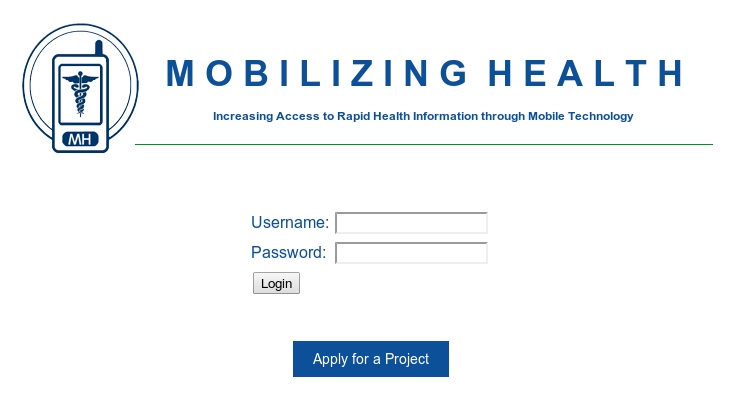 MOBILIZING HEALTH
Increasing Access to Rapid Health Information through Mobile Technology
MH
Username:
Password:
Login
Apply for a Project